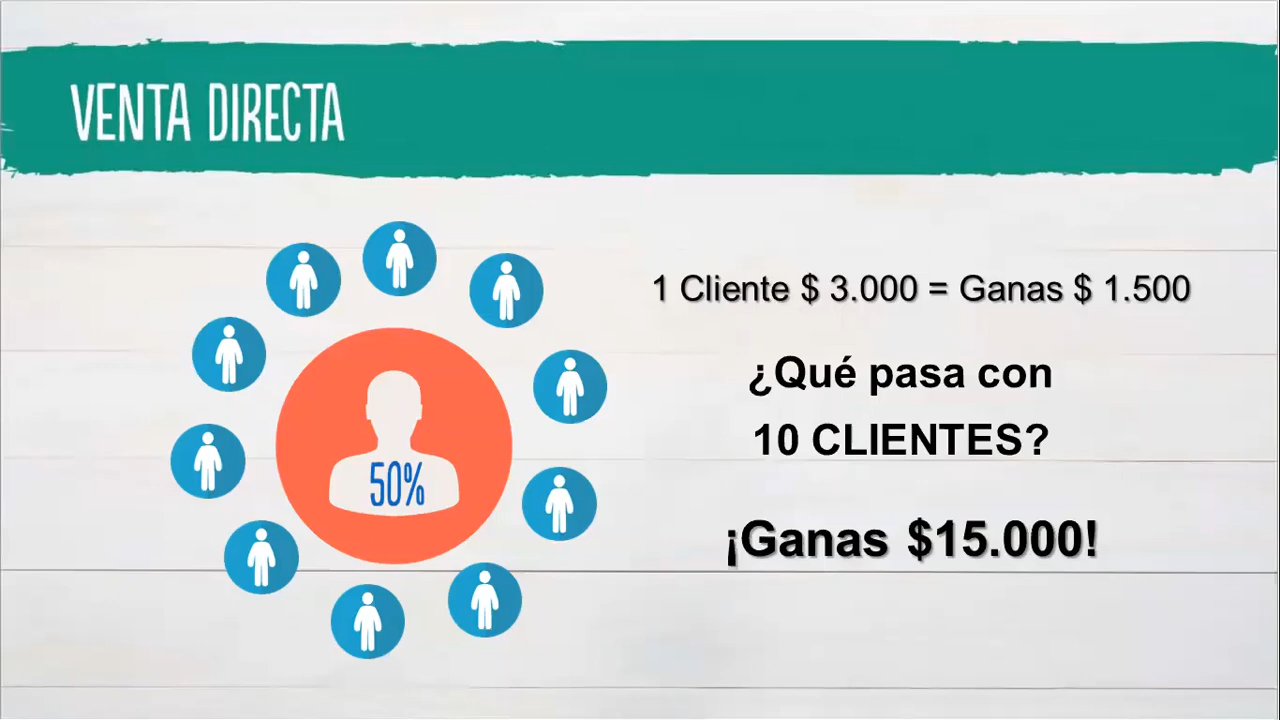 VENTA DIRECTA
1 Cliente $ 3.000 = Ganas $ 1.500
¿Qué pasa con
10 CLIENTES?
50%
¡Ganas $15.000!